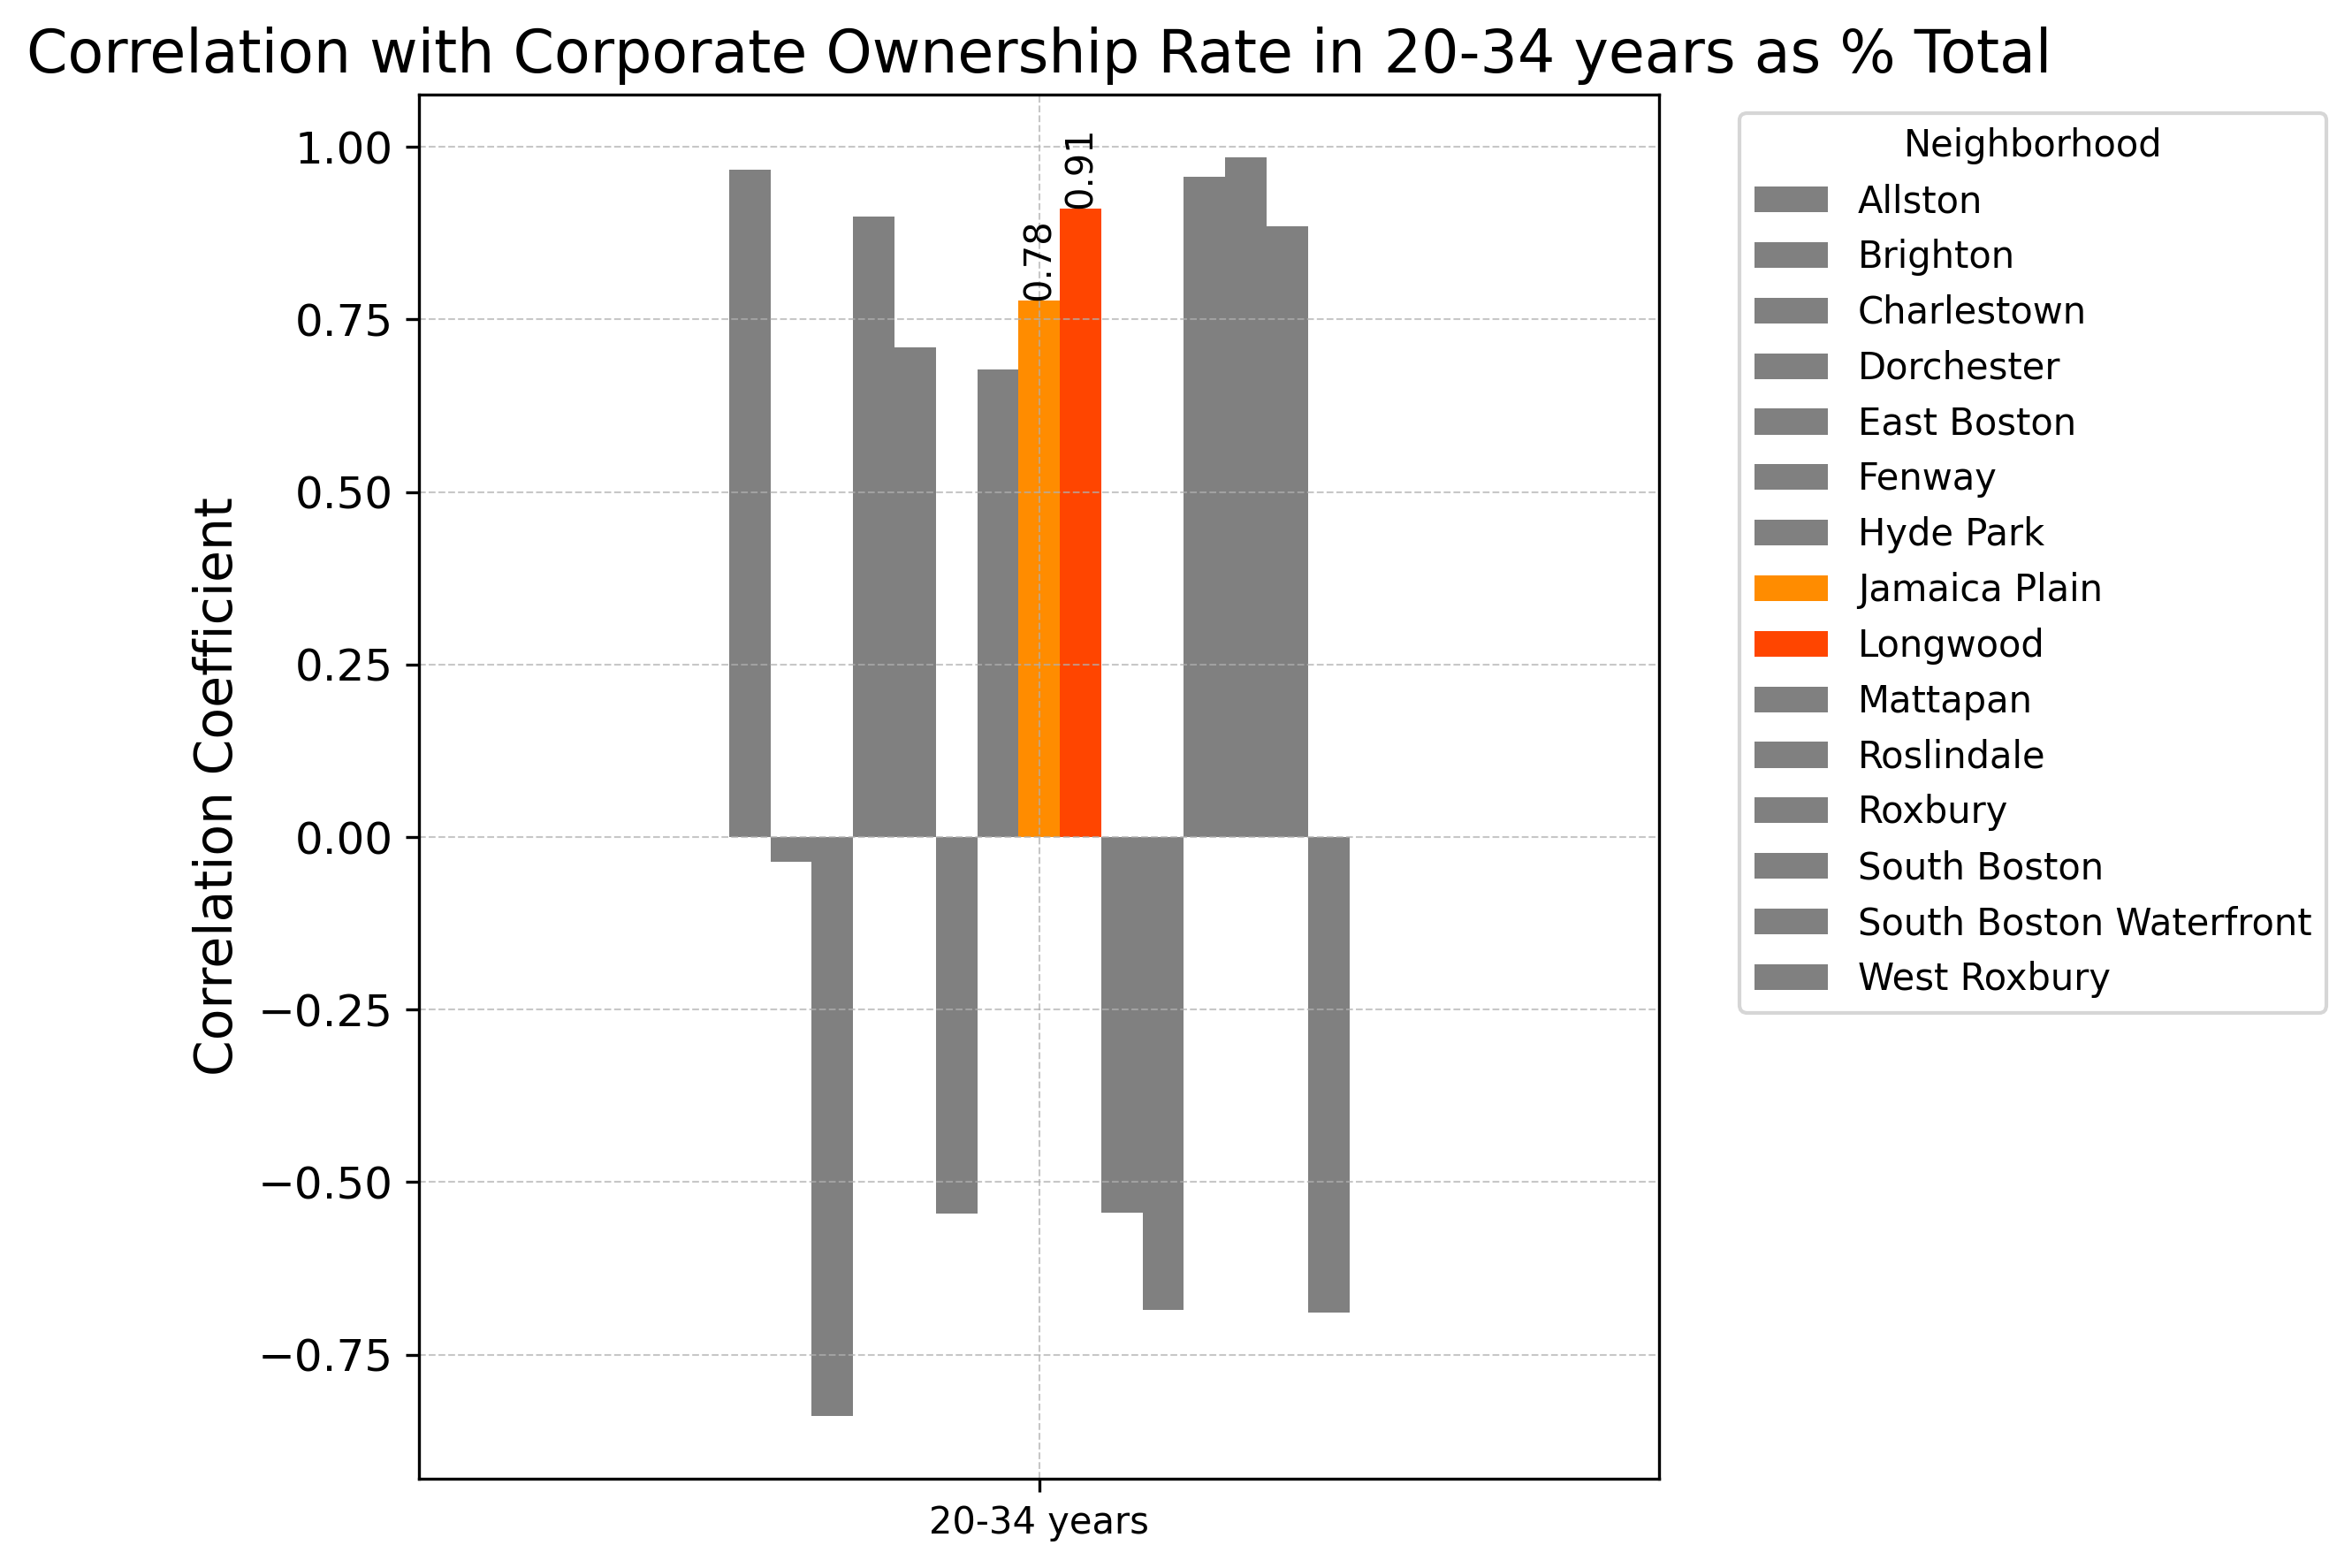 Correlation with Corporate Ownership Rate in 20-34 years as % Total
Correlation Coefficient
1.00
0.75
0.50
0.25
0.00
−0.25
−0.50
−0.75
0.78
0.91
20-34 years
Neighborhood
Allston
Brighton
Charlestown
Dorchester
East Boston
Fenway
Hyde Park
Jamaica Plain
Longwood
Mattapan
Roslindale
Roxbury
South Boston
South Boston Waterfront
West Roxbury